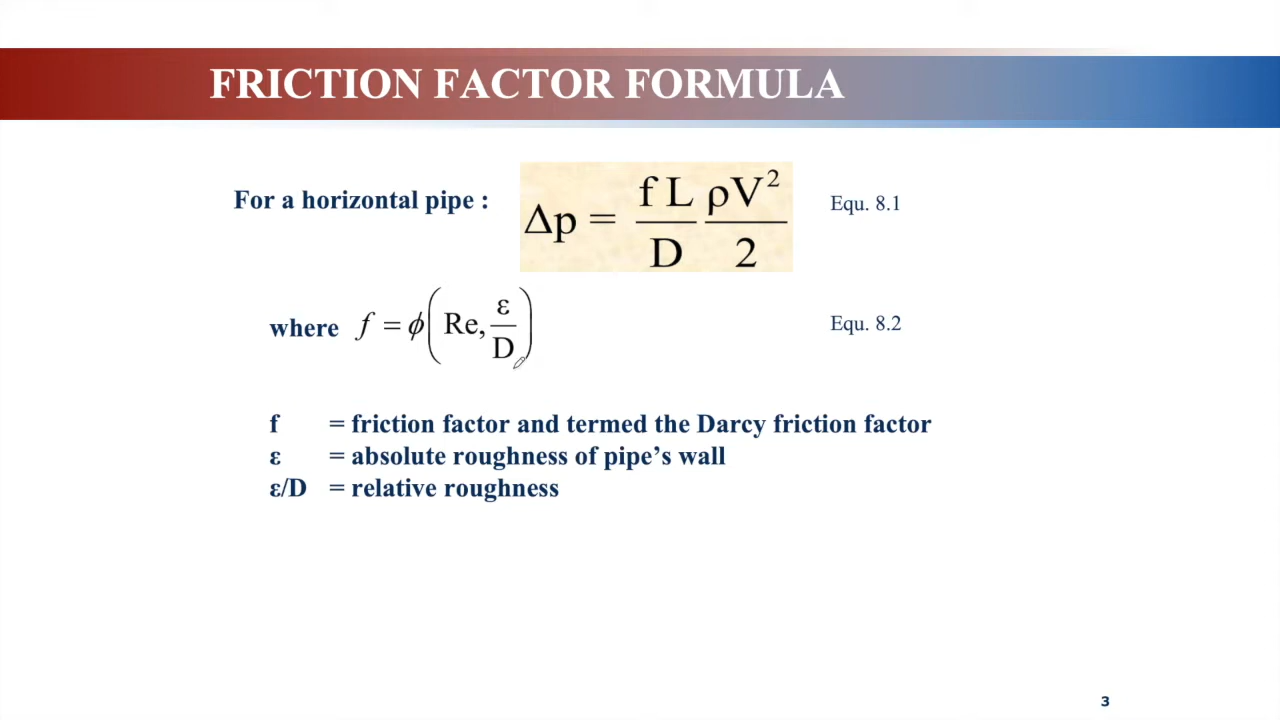 FRICTION FACTOR FORMULA
For a horizontal pipe : Δp = f L/D ρV²/2 Equ. 8.1
where f = ϕ(Re, ε/D) Equ. 8.2
f = friction factor and termed the Darcy friction factor
ε = absolute roughness of pipe's wall
ε/D = relative roughness
3